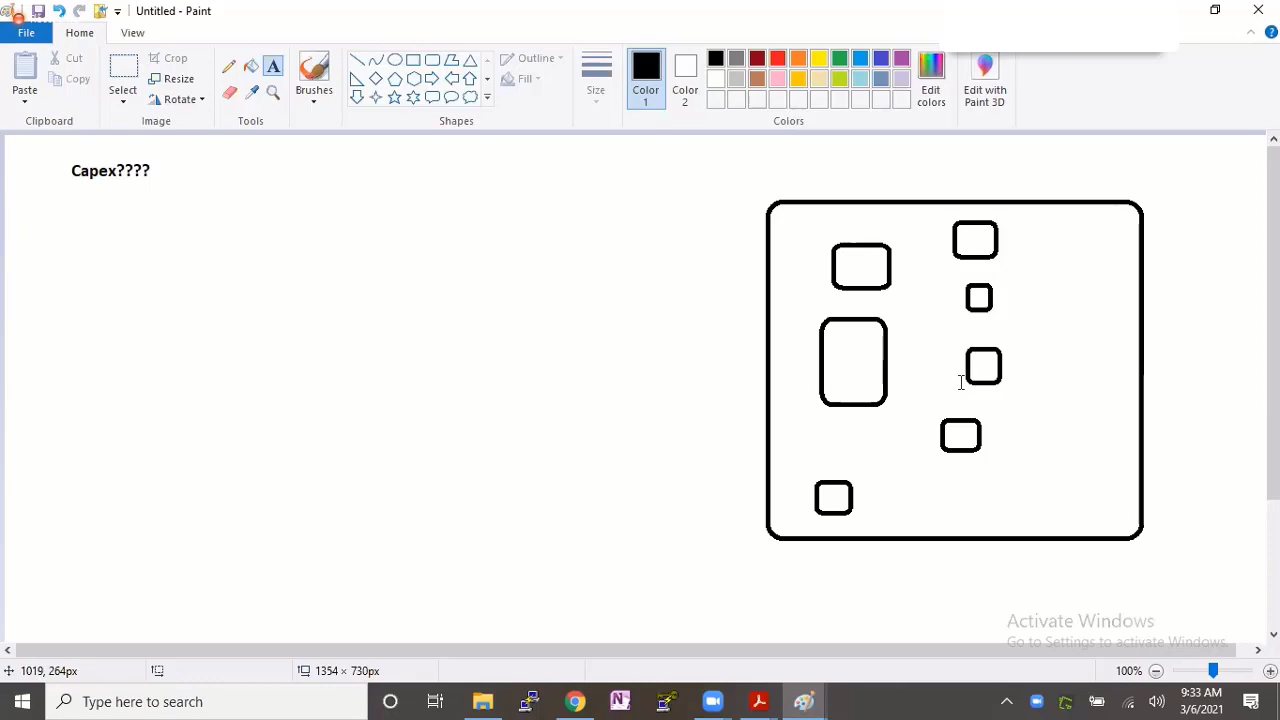 Untitled - Paint
File Home View
Paste
Cut
Copy
Clipboard
Select
Crop
Resize
Rotate
Image
A
Tools
Brushes
Shapes
Outline
Fill
Size
Color 1
Color 2
Colors
Edit colors
Edit with Paint 3D
Capex????
Activate Windows
Go to Settings to activate Windows.
1019, 264px
1354 × 730px
100%
Type here to search
9:33 AM
3/6/2021